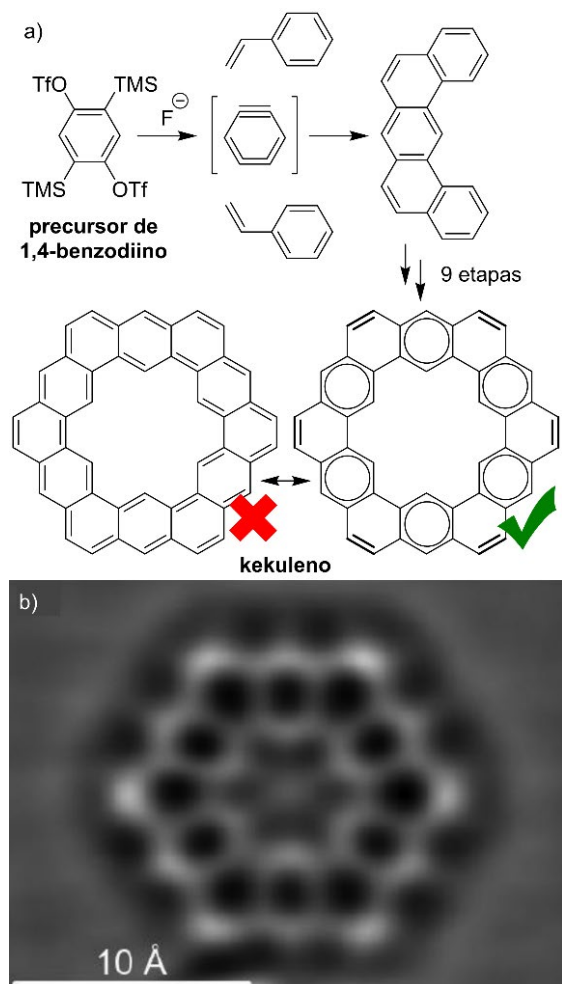 a)
OTf
TMS
TfO
TMS
F⊖
precursor de
1,4-benzodiino
9 etapas
kekuleno
b)
10 Å